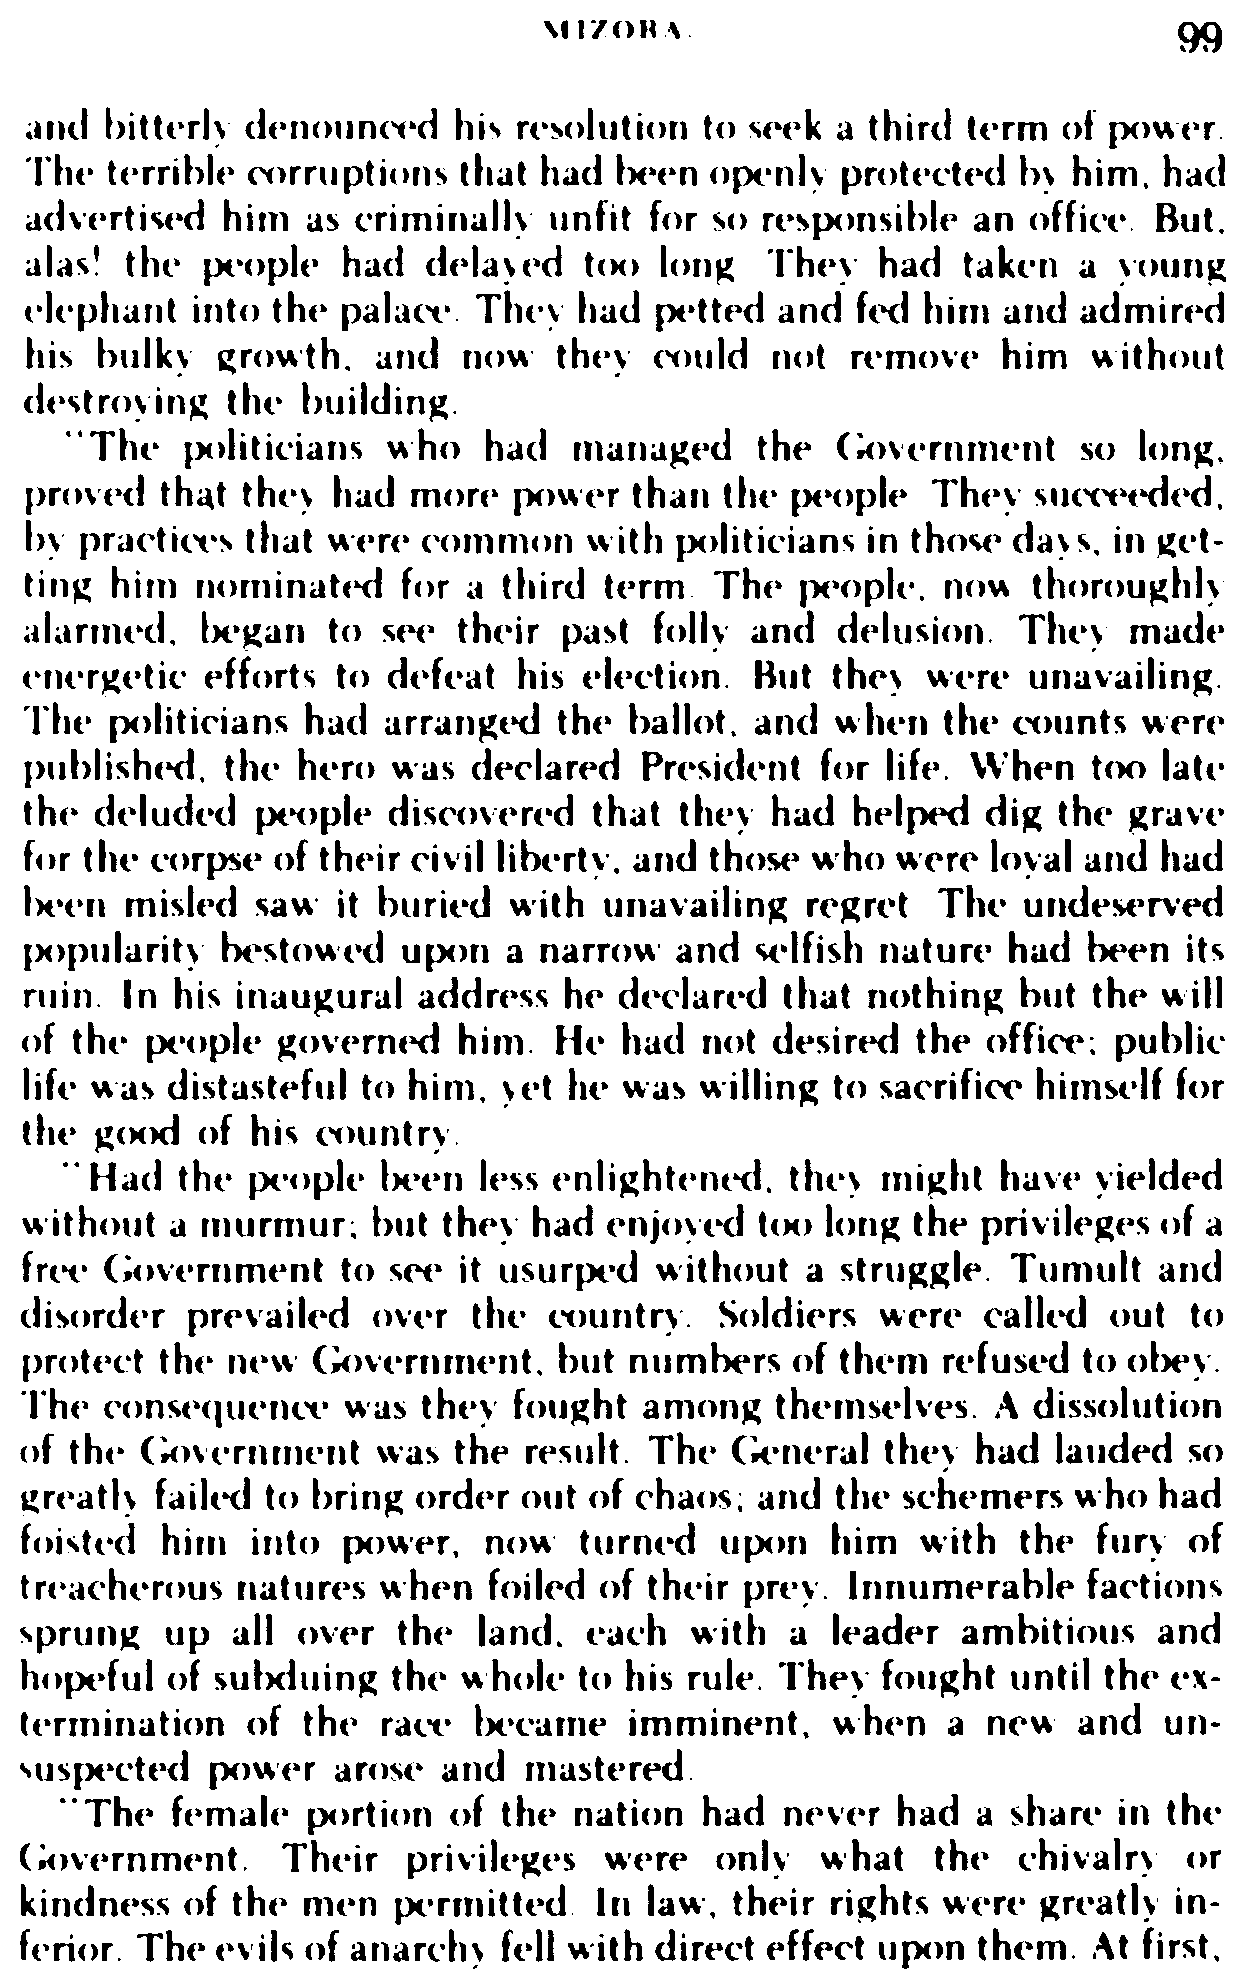 MIZORA.
99
and bitterly denounced his resolution to seek a third term of power.
The terrible corruptions that had been openly protected by him, had
advertised him as criminally unfit for so responsible an office. But,
alas! the people had delayed too long They had taken a young
elephant into the palace. They had petted and fed him and admired
his bulky growth, and now they could not remove him without
destroying the building.
"The politicians who had managed the Government so long,
proved that they had more power than the people They succeeded,
by practices that were common with politicians in those days, in get-
ting him nominated for a third term. The people, now thoroughly
alarmed, began to see their past folly and delusion. They made
energetic efforts to defeat his election. But they were unavailing.
The politicians had arranged the ballot, and when the counts were
published, the hero was declared President for life. When too late
the deluded people discovered that they had helped dig the grave
for the corpse of their civil liberty, and those who were loyal and had
been misled saw it buried with unavailing regret The undeserved
popularity bestowed upon a narrow and selfish nature had been its
ruin. In his inaugural address he declared that nothing but the will
of the people governed him. He had not desired the office; public
life was distasteful to him, yet he was willing to sacrifice himself for
the good of his country.
"Had the people been less enlightened, they might have yielded
without a murmur; but they had enjoyed too long the privileges of a
free Government to see it usurped without a struggle. Tumult and
disorder prevailed over the country. Soldiers were called out to
protect the new Government, but numbers of them refused to obey.
The consequence was they fought among themselves. A dissolution
of the Government was the result. The General they had lauded so
greatly failed to bring order out of chaos; and the schemers who had
foisted him into power, now turned upon him with the fury of
treacherous natures when foiled of their prey. Innumerable factions
sprung up all over the land, each with a leader ambitious and
hopeful of subduing the whole to his rule. They fought until the ex-
termination of the race became imminent, when a new and un-
suspected power arose and mastered.
"The female portion of the nation had never had a share in the
Government. Their privileges were only what the chivalry or
kindness of the men permitted. In law, their rights were greatly in-
ferior. The evils of anarchy fell with direct effect upon them. At first,